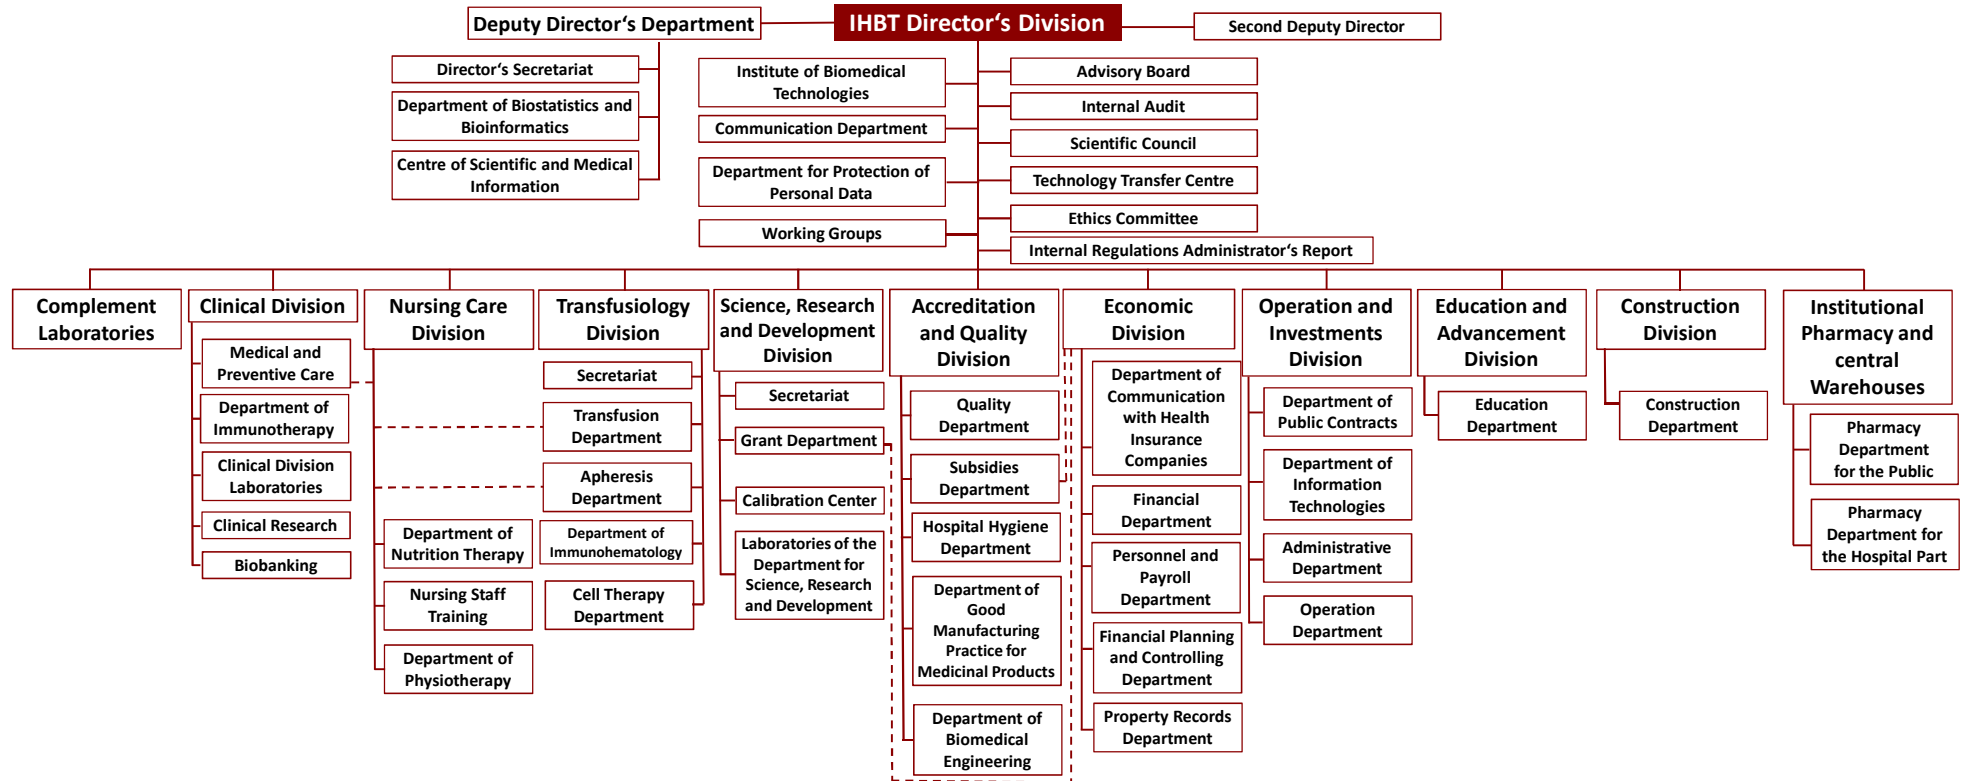 Deputy Director‘s Department
IHBT Director‘s Division
Second Deputy Director
Director‘s Secretariat
Department of Biostatistics and
Bioinformatics
Centre of Scientific and Medical
Information
Institute of Biomedical
Technologies
Communication Department
Department for Protection of
Personal Data
Working Groups
Advisory Board
Internal Audit
Scientific Council
Technology Transfer Centre
Ethics Committee
Internal Regulations Administrator‘s Report
Complement
Laboratories
Clinical Division
Medical and
Preventive Care
Department of
Immunotherapy
Clinical Division
Laboratories
Clinical Research
Biobanking
Nursing Care
Division
Department of
Nutrition Therapy
Nursing Staff
Training
Department of
Physiotherapy
Transfusiology
Division
Secretariat
Transfusion
Department
Apheresis
Department
Department of
Immunohematology
Cell Therapy
Department
Science, Research
and Development
Division
Secretariat
Grant Department
Calibration Center
Laboratories of the
Department for
Science, Research
and Development
Accreditation
and Quality
Division
Quality
Department
Subsidies
Department
Hospital Hygiene
Department
Department of
Good
Manufacturing
Practice for
Medicinal Products
Department of
Biomedical
Engineering
Economic
Division
Department of
Communication
with Health
Insurance
Companies
Financial
Department
Personnel and
Payroll
Department
Financial Planning
and Controlling
Department
Property Records
Department
Operation and
Investments
Division
Department of
Public Contracts
Department of
Information
Technologies
Administrative
Department
Operation
Department
Education and
Advancement
Division
Education
Department
Construction
Division
Construction
Department
Institutional
Pharmacy and
central
Warehouses
Pharmacy
Department
for the Public
Pharmacy
Department for
the Hospital Part